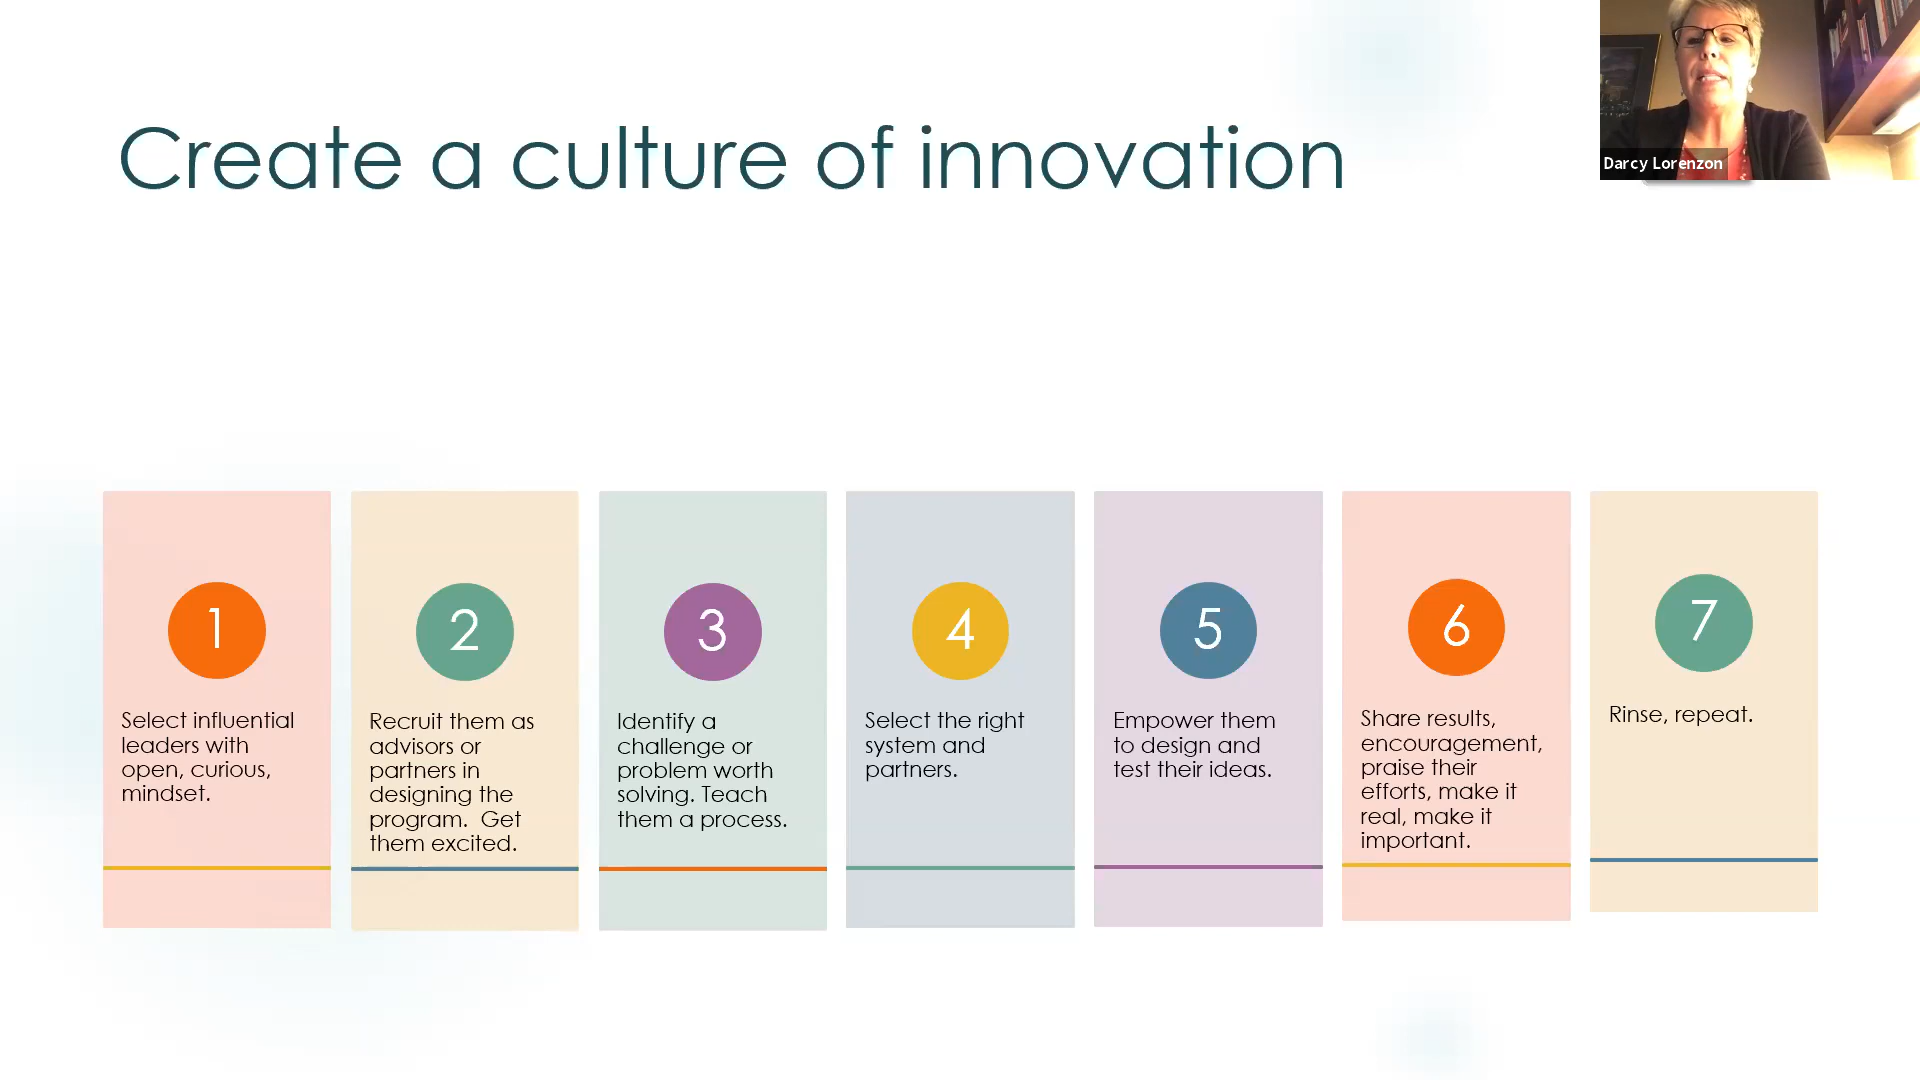 Create a culture of innovation
Darcy Lorenzon
1
Select influential
leaders with
open, curious,
mindset.
2
Recruit them as
advisors or
partners in
designing the
program.  Get
them excited.
3
Identify a
challenge or
problem worth
solving. Teach
them a process.
4
Select the right
system and
partners.
5
Empower them
to design and
test their ideas.
6
Share results,
encouragement,
praise their
efforts, make it
real, make it
important.
7
Rinse, repeat.